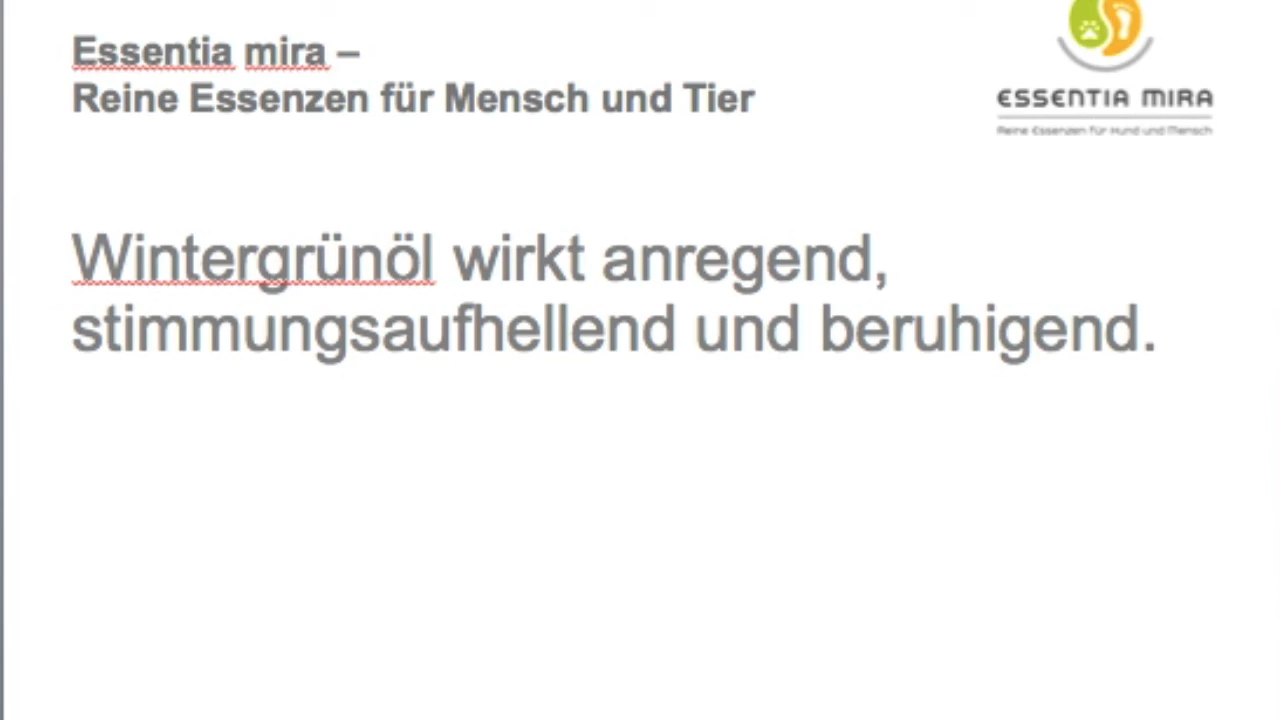 Essentia mira –
Reine Essenzen für Mensch und Tier
ESSENTIA MIRA
Reine Essenzen für Hund und Mensch
Wintergrünöl wirkt anregend,
stimmungsaufhellend und beruhigend.